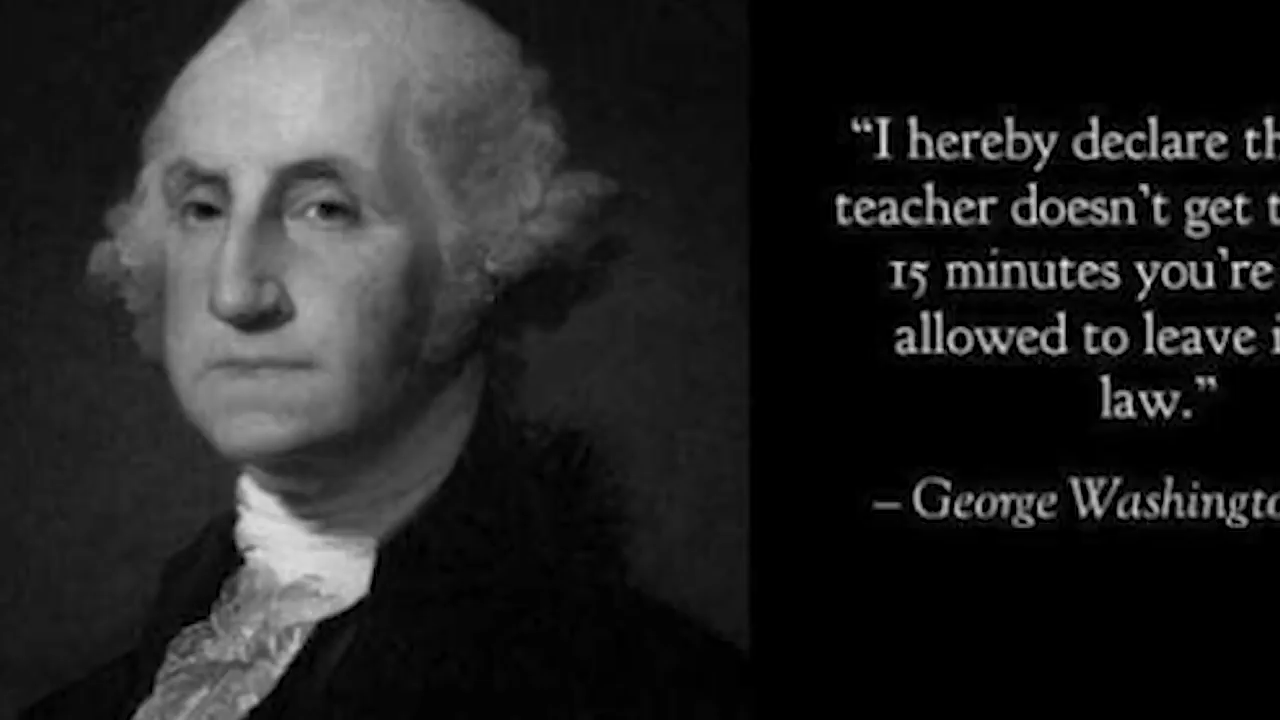 “I hereby declare th
teacher doesn’t get t
15 minutes you’re
allowed to leave i
law.”
– George Washingto